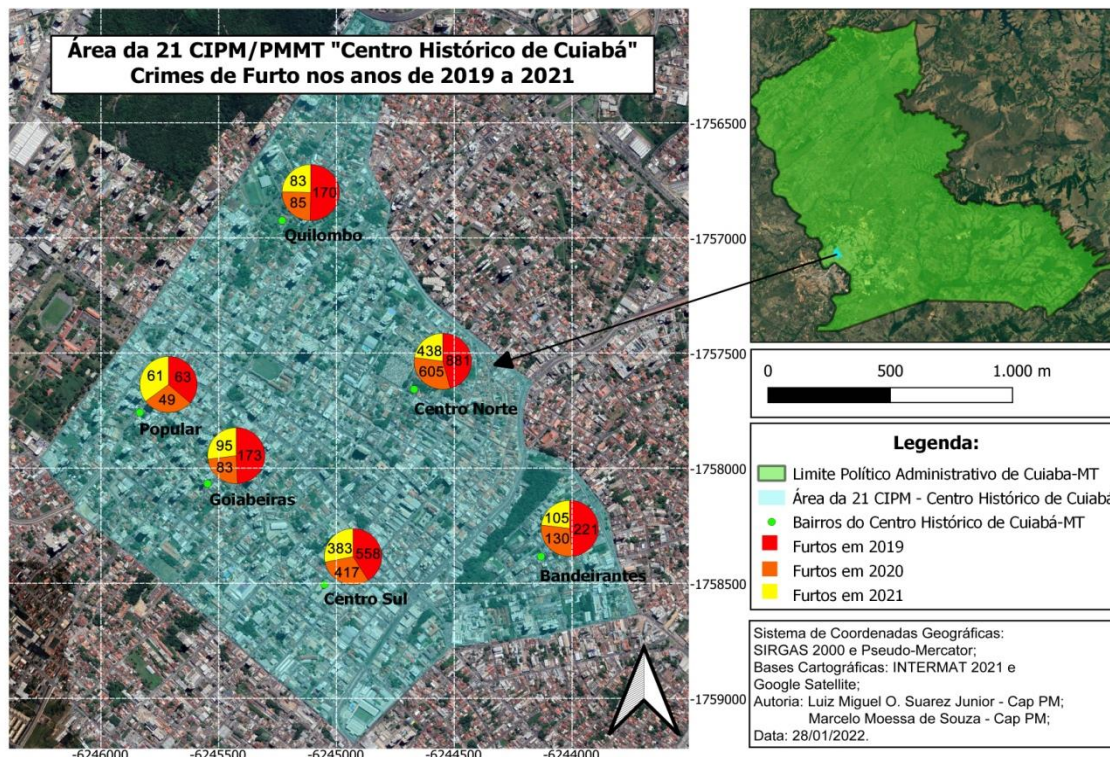 Área da 21 CIPM/PMMT "Centro Histórico de Cuiabá"
Crimes de Furto nos anos de 2019 a 2021
83
170
85
Quilombo
438
881
605
Centro Norte
61
63
49
Popular
95
173
83
Goiabeiras
105
221
130
Bandeirantes
383
558
417
Centro Sul
-1756500
-1757000
-1757500
-1758000
-1758500
-1759000
-6246000
-6245500
-6245000
-6244500
-6244000
0
500
1.000 m
Legenda:
Limite Político Administrativo de Cuiaba-MT
Área da 21 CIPM - Centro Histórico de Cuiabá
Bairros do Centro Histórico de Cuiabá-MT
Furtos em 2019
Furtos em 2020
Furtos em 2021
Sistema de Coordenadas Geográficas:
SIRGAS 2000 e Pseudo-Mercator;
Bases Cartográficas: INTERMAT 2021 e
Google Satellite;
Autoria: Luiz Miguel O. Suarez Junior - Cap PM;
Marcelo Moessa de Souza - Cap PM;
Data: 28/01/2022.